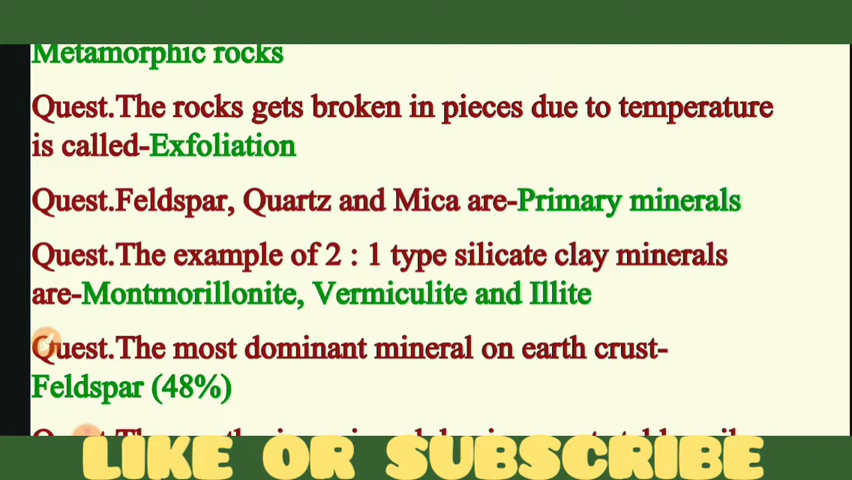 Metamorphic rocks
Quest.The rocks gets broken in pieces due to temperature
is called-Exfoliation
Quest.Feldspar, Quartz and Mica are-Primary minerals
Quest.The example of 2 : 1 type silicate clay minerals
are-Montmorillonite, Vermiculite and Illite
Quest.The most dominant mineral on earth crust-
Feldspar (48%)
LIKE OR SUBSCRIBE